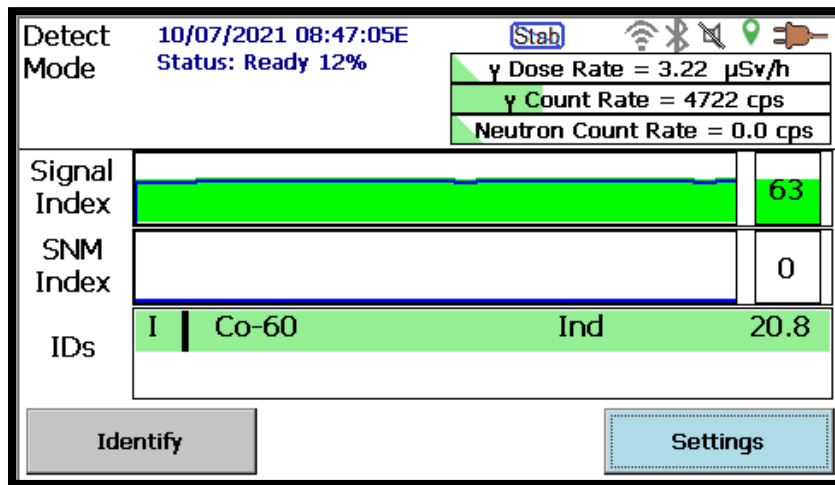 Detect Mode
10/07/2021 08:47:05E
Status: Ready 12%
Stab
γ Dose Rate = 3.22 µSv/h
γ Count Rate = 4722 cps
Neutron Count Rate = 0.0 cps
Signal Index
63
SNM Index
0
IDs
I Co-60 Ind 20.8
Identify
Settings